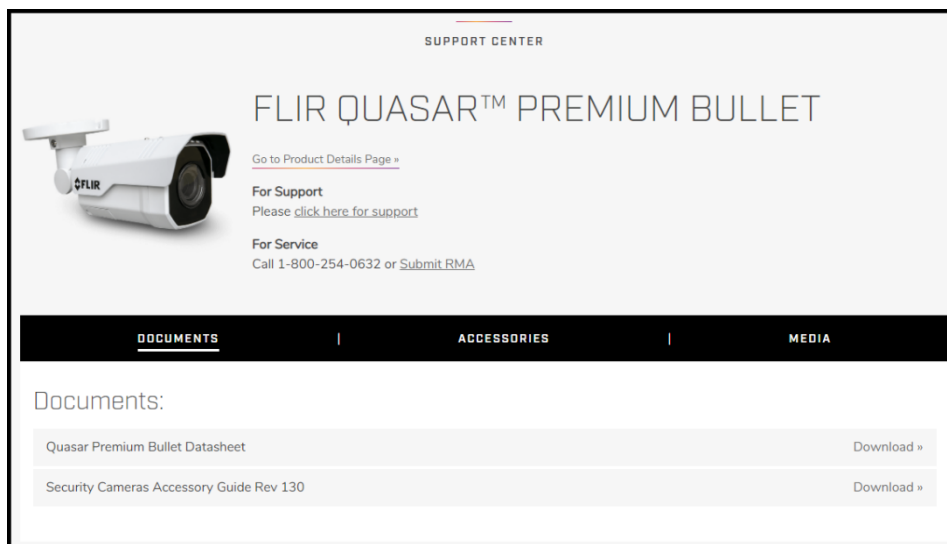 SUPPORT CENTER
FLIR QUASAR™ PREMIUM BULLET
Go to Product Details Page »
FLIR
For Support
Please click here for support
For Service
Call 1-800-254-0632 or Submit RMA
DOCUMENTS | ACCESSORIES | MEDIA
Documents:
Quasar Premium Bullet Datasheet Download »
Security Cameras Accessory Guide Rev 130 Download »